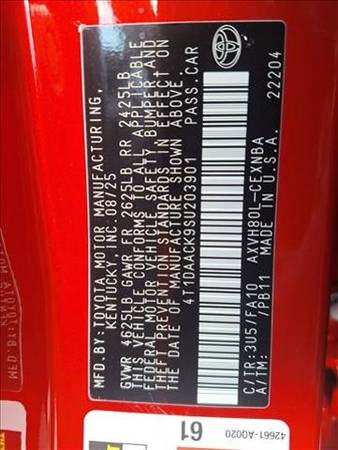 MFD. BY: TOYOTA MOTOR MANUFACTURING,
KENTUCKY, INC. 08/25
GVWR 4625LB GAWR FR 2625LB RR 2425LB
THIS VEHICLE CONFORMS TO ALL APPLICABLE
FEDERAL MOTOR VEHICLE SAFETY, BUMPER AND
THEFT PREVENTION STANDARDS IN EFFECT ON
THE DATE OF MANUFACTURE SHOWN ABOVE.
4T1DAACK9SU203901 PASS. CAR
C/TR: 3U5/FA10 AXVH80L-CEXNBA
A/TM: /PB11 MADE IN U.S.A. 22204
61
42661-A0020